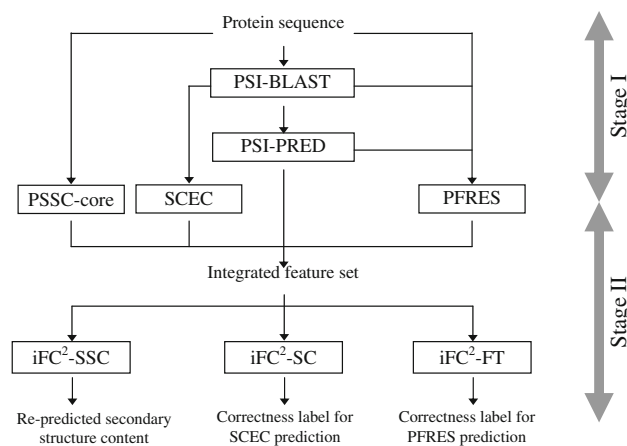 Protein sequence
PSI-BLAST
PSI-PRED
PSSC-core
SCEC
PFRES
Integrated feature set
iFC²-SSC
iFC²-SC
iFC²-FT
Re-predicted secondary
structure content
Correctness label for
SCEC prediction
Correctness label for
PFRES prediction
Stage I
Stage II